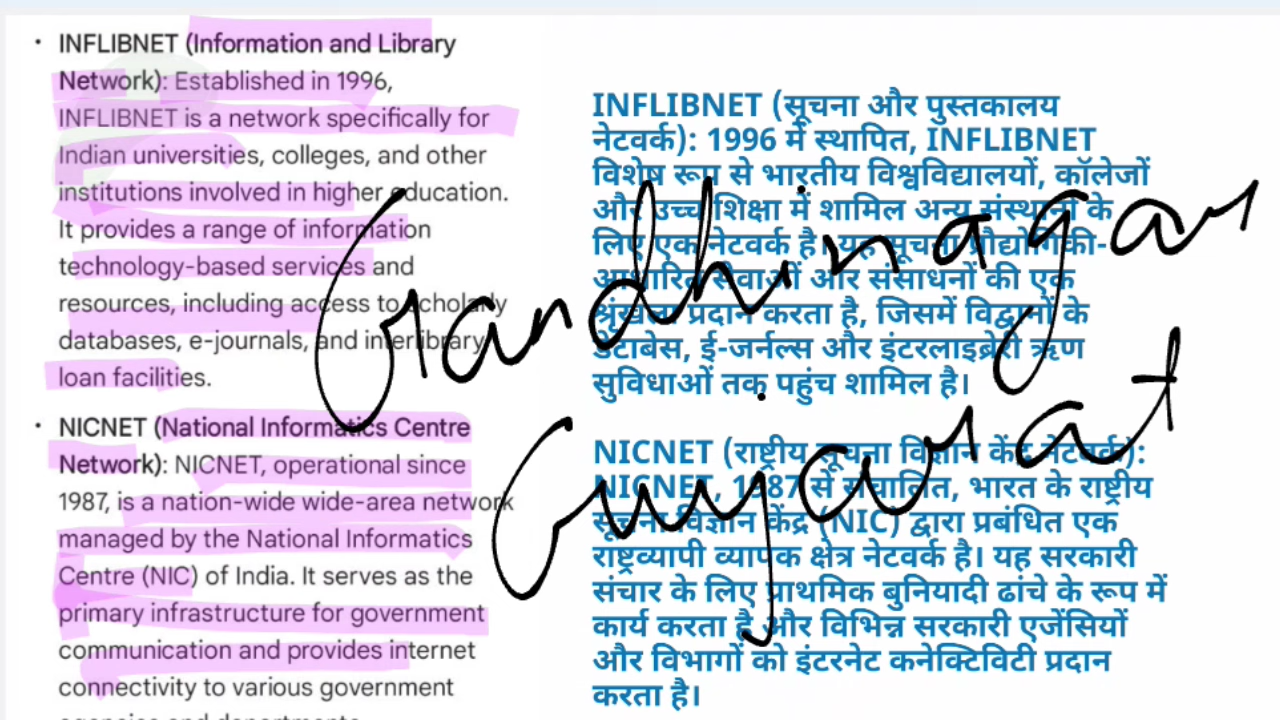 • INFLIBNET (Information and Library
Network): Established in 1996,
INFLIBNET is a network specifically for
Indian universities, colleges, and other
institutions involved in higher education.
It provides a range of information
technology-based services and
resources, including access to scholarly
databases, e-journals, and interlibrary
loan facilities.
• NICNET (National Informatics Centre
Network): NICNET, operational since
1987, is a nation-wide wide-area network
managed by the National Informatics
Centre (NIC) of India. It serves as the
primary infrastructure for government
communication and provides internet
connectivity to various government
agencies and departments.
INFLIBNET (सूचना और पुस्तकालय
नेटवर्क): 1996 में स्थापित, INFLIBNET
विशेष रूप से भारतीय विश्वविद्यालयों, कॉलेजों
और उच्च शिक्षा में शामिल अन्य संस्थानों के
लिए एक नेटवर्क है। यह सूचना प्रौद्योगिकी-
आधारित सेवाओं और संसाधनों की एक
श्रृंखला प्रदान करता है, जिसमें विद्वानों के
डेटाबेस, ई-जर्नल्स और इंटरलाइब्रेरी ऋण
सुविधाओं तक पहुंच शामिल है।
NICNET (राष्ट्रीय सूचना विज्ञान केंद्र नेटवर्क):
NICNET, 1987 से संचालित, भारत के राष्ट्रीय
सूचना विज्ञान केंद्र (NIC) द्वारा प्रबंधित एक
राष्ट्रव्यापी व्यापक क्षेत्र नेटवर्क है। यह सरकारी
संचार के लिए प्राथमिक बुनियादी ढांचे के रूप में
कार्य करता है और विभिन्न सरकारी एजेंसियों
और विभागों को इंटरनेट कनेक्टिविटी प्रदान
करता है।
Gandhinagar
Gujarat